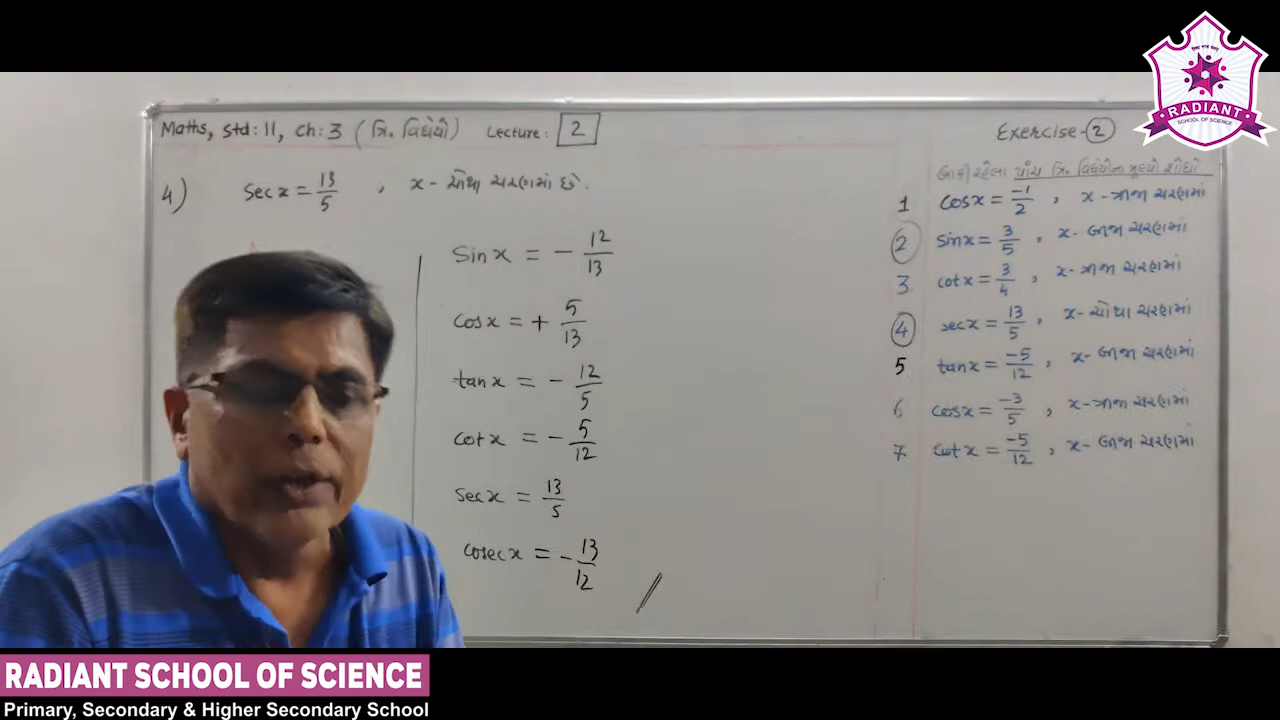 Maths, Std: 11, Ch: 3 (ત્રિ. વિધેયો) Lecture: 2
4) Sec x = 13/5 , x - ચોથા ચરણમાં છે.
Sin x = - 12/13
Cos x = + 5/13
tan x = - 12/5
Cot x = - 5/12
Sec x = 13/5
Cosec x = - 13/12
Exercise - 2
બાકી રહેલા પાંચ ત્રિ. વિધેયોના મૂલ્યો શોધો
1 Cos x = -1/2 , x - ત્રીજા ચરણમાં
2 Sin x = 3/5 , x - બીજા ચરણમાં
3 Cot x = 3/4 , x - ત્રીજા ચરણમાં
4 Sec x = 13/5 , x - ચોથા ચરણમાં
5 tan x = -5/12 , x - બીજા ચરણમાં
6 Cos x = -3/5 , x - ત્રીજા ચરણમાં
7. Cot x = -5/12 , x - બીજા ચરણમાં
RADIANT
SCHOOL OF SCIENCE
RADIANT SCHOOL OF SCIENCE
Primary, Secondary & Higher Secondary School